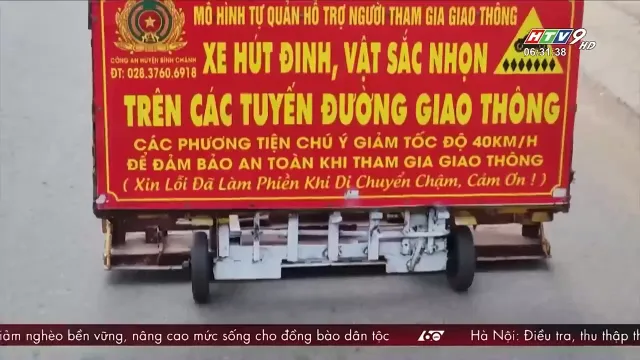 MÔ HÌNH TỰ QUẢN HỖ TRỢ NGƯỜI THAM GIA GIAO THÔNG
CÔNG AN HUYỆN BÌNH CHÁNH
ĐT: 028.3760.6918
XE HÚT ĐINH, VẬT SẮC NHỌN
TRÊN CÁC TUYẾN ĐƯỜNG GIAO THÔNG
CÁC PHƯƠNG TIỆN CHÚ Ý GIẢM TỐC ĐỘ 40KM/H
ĐỂ ĐẢM BẢO AN TOÀN KHI THAM GIA GIAO THÔNG
( Xin Lỗi Đã Làm Phiền Khi Di Chuyển Chậm, Cảm Ơn ! )
HTV9 HD
06:31:38
iảm nghèo bền vững, nâng cao mức sống cho đồng bào dân tộc
60
Hà Nội: Điều tra, thu thập th